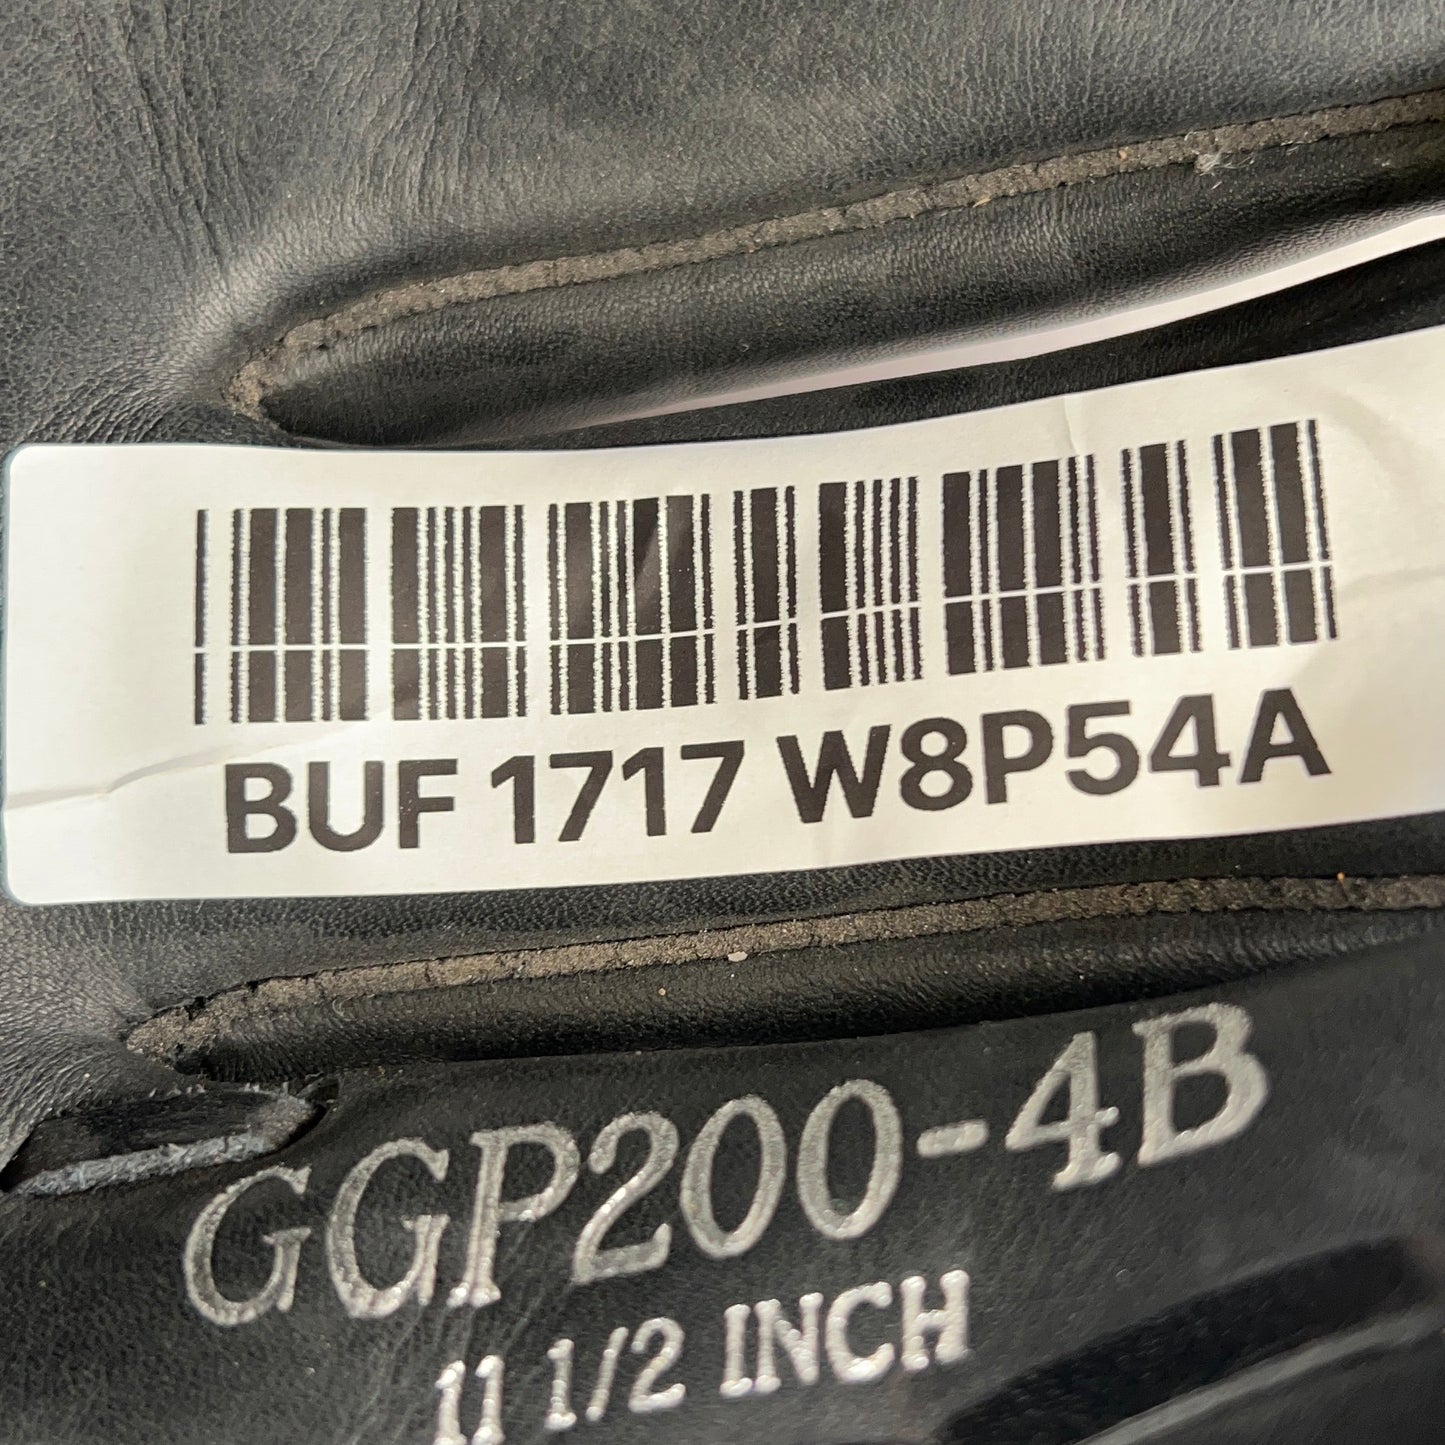 BUF 1717 W8P54A
GGP200-4B
11 1/2 INCH